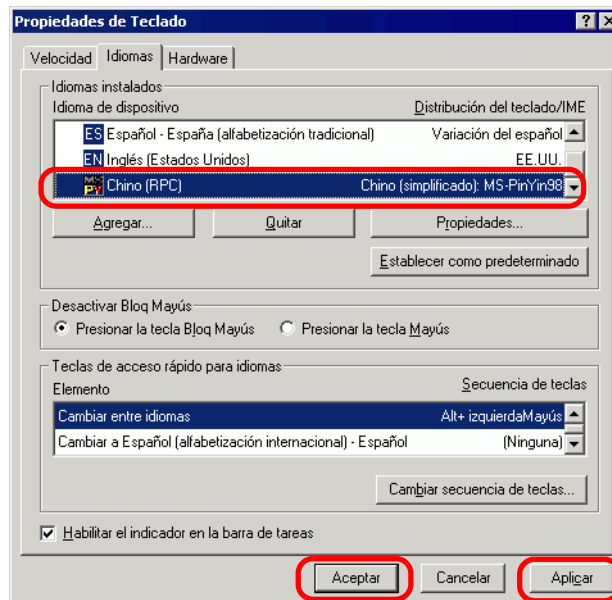 Propiedades de Teclado
Velocidad Idiomas Hardware
Idiomas instalados
Idioma de dispositivo Distribución del teclado/IME
ES Español - España (alfabetización tradicional) Variación del español
EN Inglés (Estados Unidos) EE.UU.
Chino (RPC) Chino (simplificado): MS-PinYin98
Agregar... Quitar Propiedades...
Establecer como predeterminado
Desactivar Bloq Mayús
Presionar la tecla Bloq Mayús Presionar la tecla Mayús
Teclas de acceso rápido para idiomas
Elemento Secuencia de teclas
Cambiar entre idiomas Alt+ izquierdaMayús
Cambiar a Español (alfabetización internacional) - Español (Ninguna)
Cambiar secuencia de teclas...
Habilitar el indicador en la barra de tareas
Aceptar Cancelar Aplicar